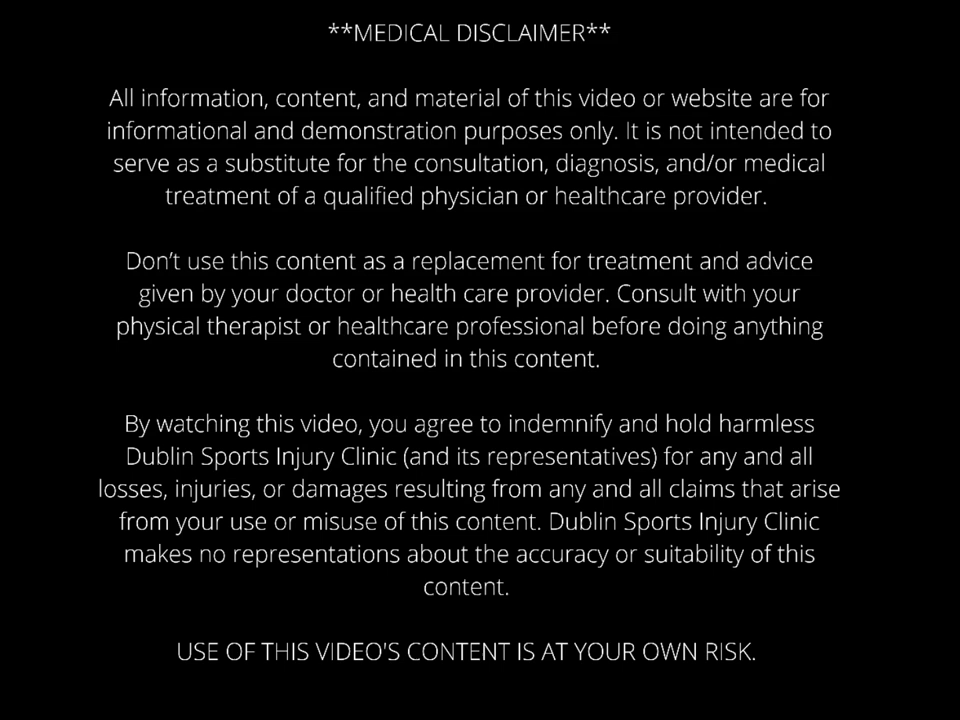 **MEDICAL DISCLAIMER**
All information, content, and material of this video or website are for
informational and demonstration purposes only. It is not intended to
serve as a substitute for the consultation, diagnosis, and/or medical
treatment of a qualified physician or healthcare provider.
Don’t use this content as a replacement for treatment and advice
given by your doctor or health care provider. Consult with your
physical therapist or healthcare professional before doing anything
contained in this content.
By watching this video, you agree to indemnify and hold harmless
Dublin Sports Injury Clinic (and its representatives) for any and all
losses, injuries, or damages resulting from any and all claims that arise
from your use or misuse of this content. Dublin Sports Injury Clinic
makes no representations about the accuracy or suitability of this
content.
USE OF THIS VIDEO'S CONTENT IS AT YOUR OWN RISK.